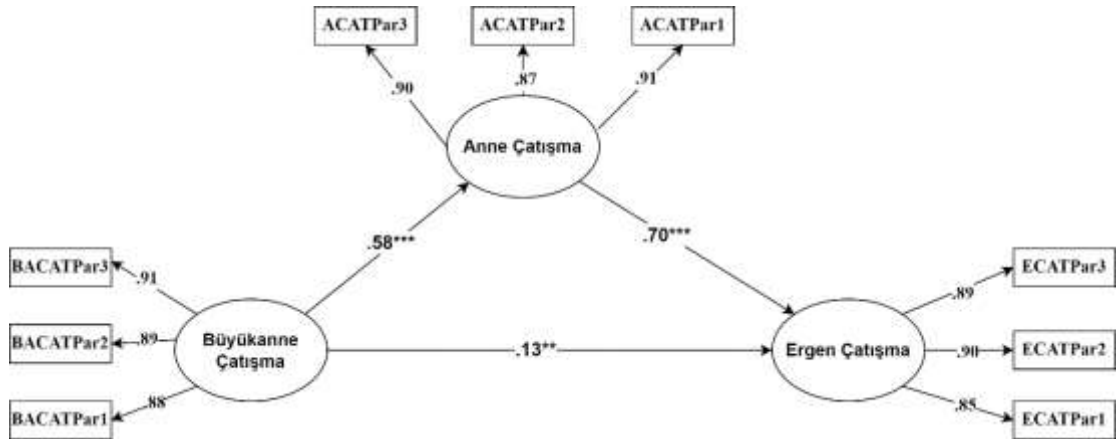 ACATPar3
ACATPar2
ACATPar1
.90
.87
.91
Anne Çatışma
.58***
.70***
BACATPar3
.91
BACATPar2
.89
BACATPar1
.88
Büyükanne
Çatışma
.13**
Ergen Çatışma
ECATPar3
.89
ECATPar2
.90
ECATPar1
.85